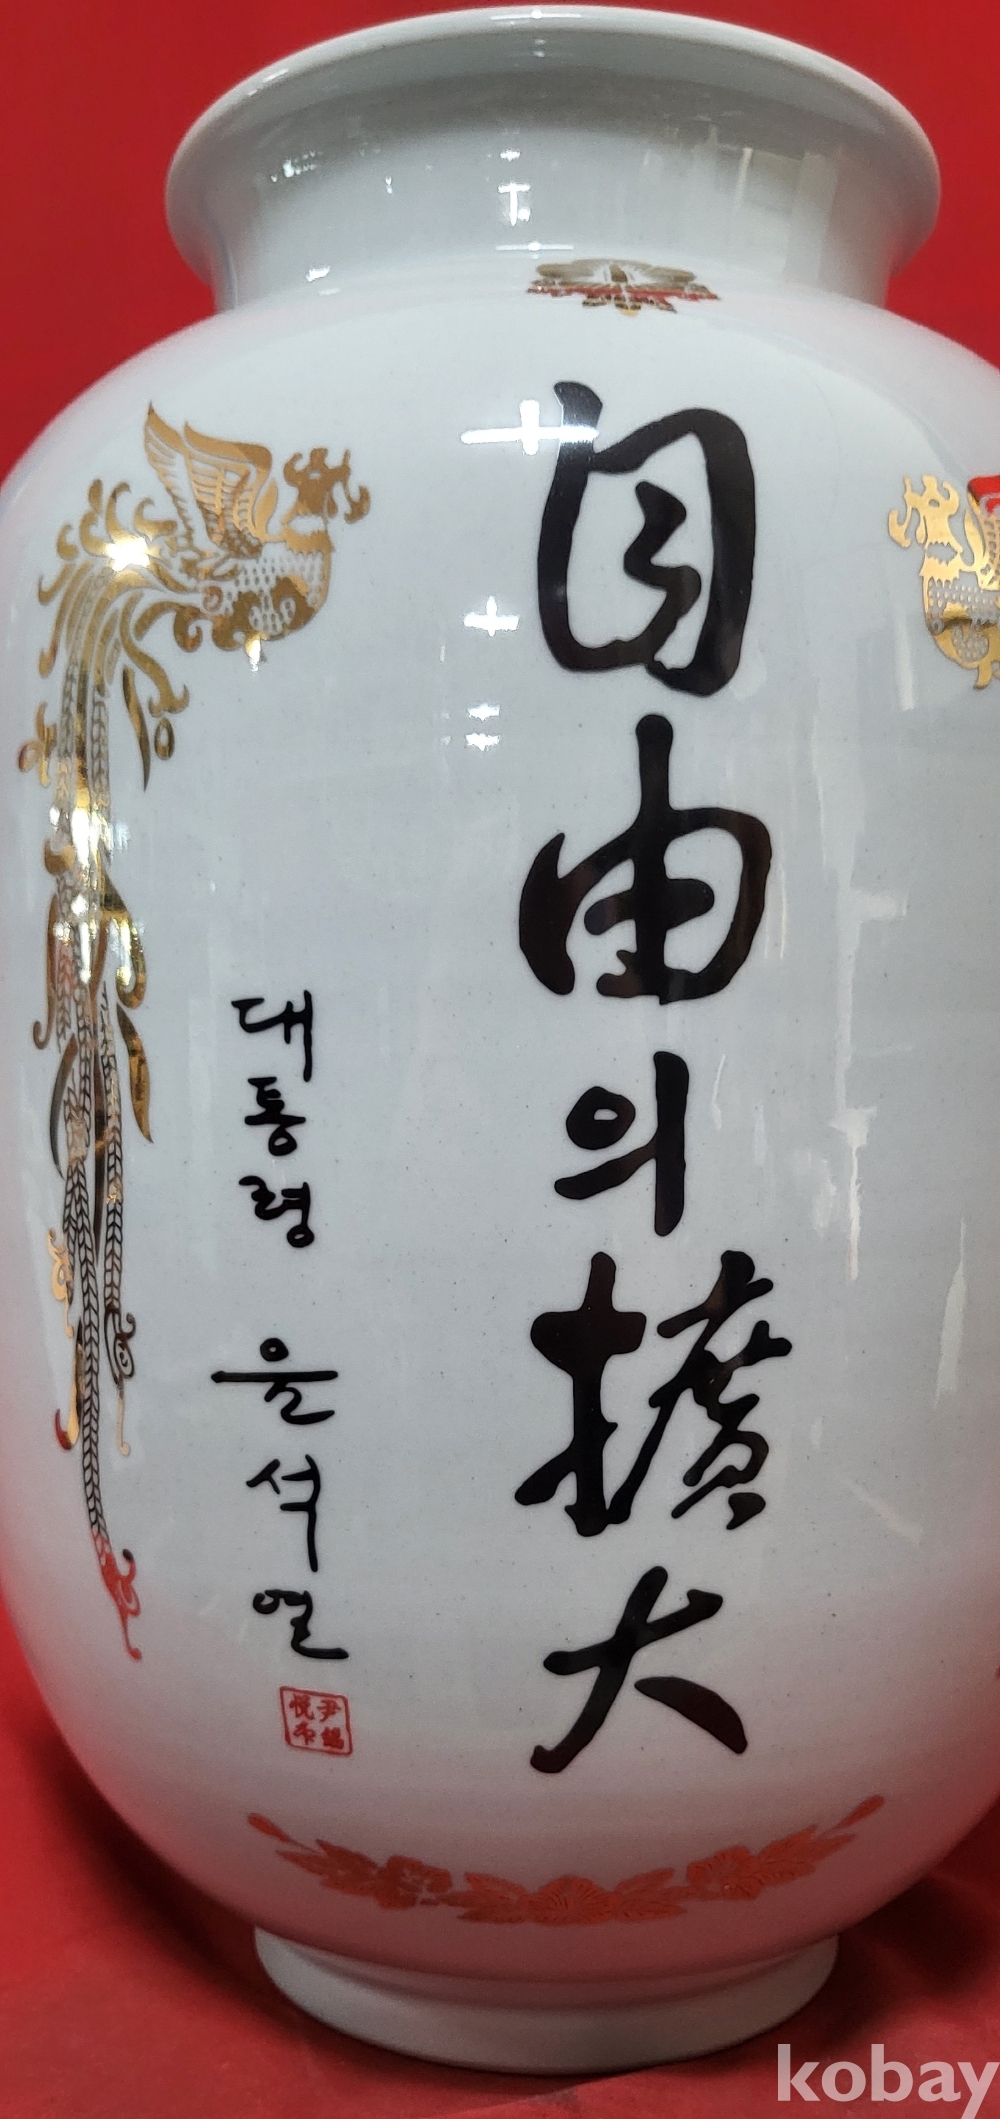 自由의擴大
대통령 윤석열
尹錫
悅印
kobay